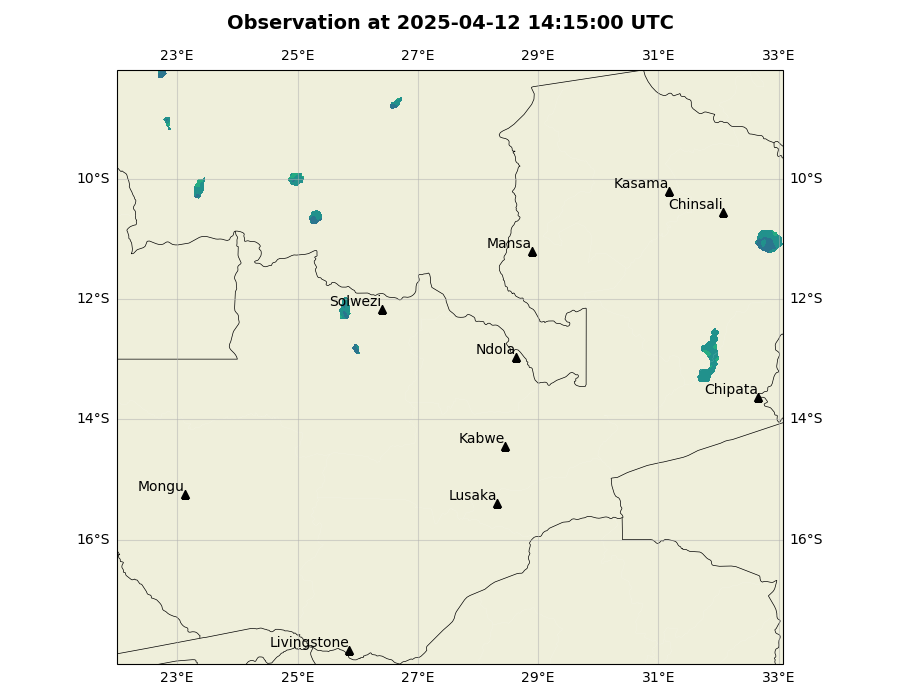 Observation at 2025-04-12 14:15:00 UTC
23°E 25°E 27°E 29°E 31°E 33°E
10°S 10°S
Kasama
Chinsali
Mansa
12°S 12°S
Solwezi
Ndola
Chipata
14°S 14°S
Kabwe
Mongu
Lusaka
16°S 16°S
Livingstone
23°E 25°E 27°E 29°E 31°E 33°E